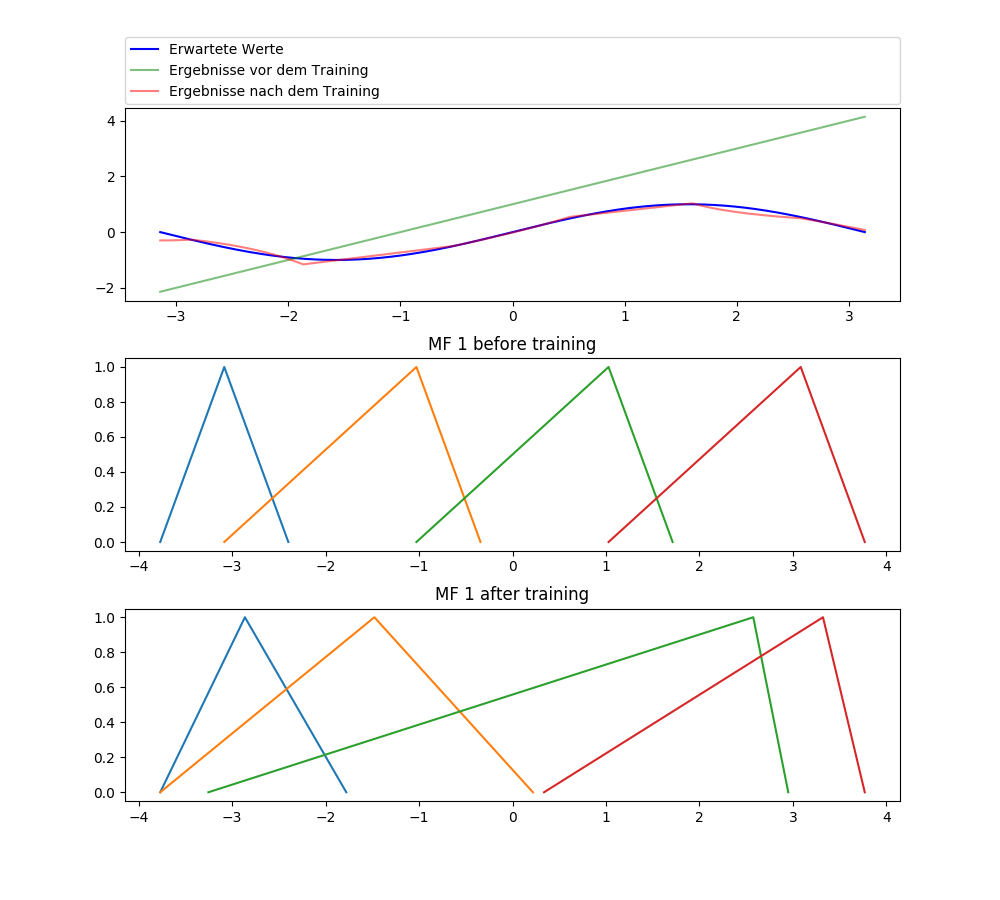 Erwartete Werte
Ergebnisse vor dem Training
Ergebnisse nach dem Training
4
2
0
−2
−3 −2 −1 0 1 2 3
MF 1 before training
1.0
0.8
0.6
0.4
0.2
0.0
−4 −3 −2 −1 0 1 2 3 4
MF 1 after training
1.0
0.8
0.6
0.4
0.2
0.0
−4 −3 −2 −1 0 1 2 3 4